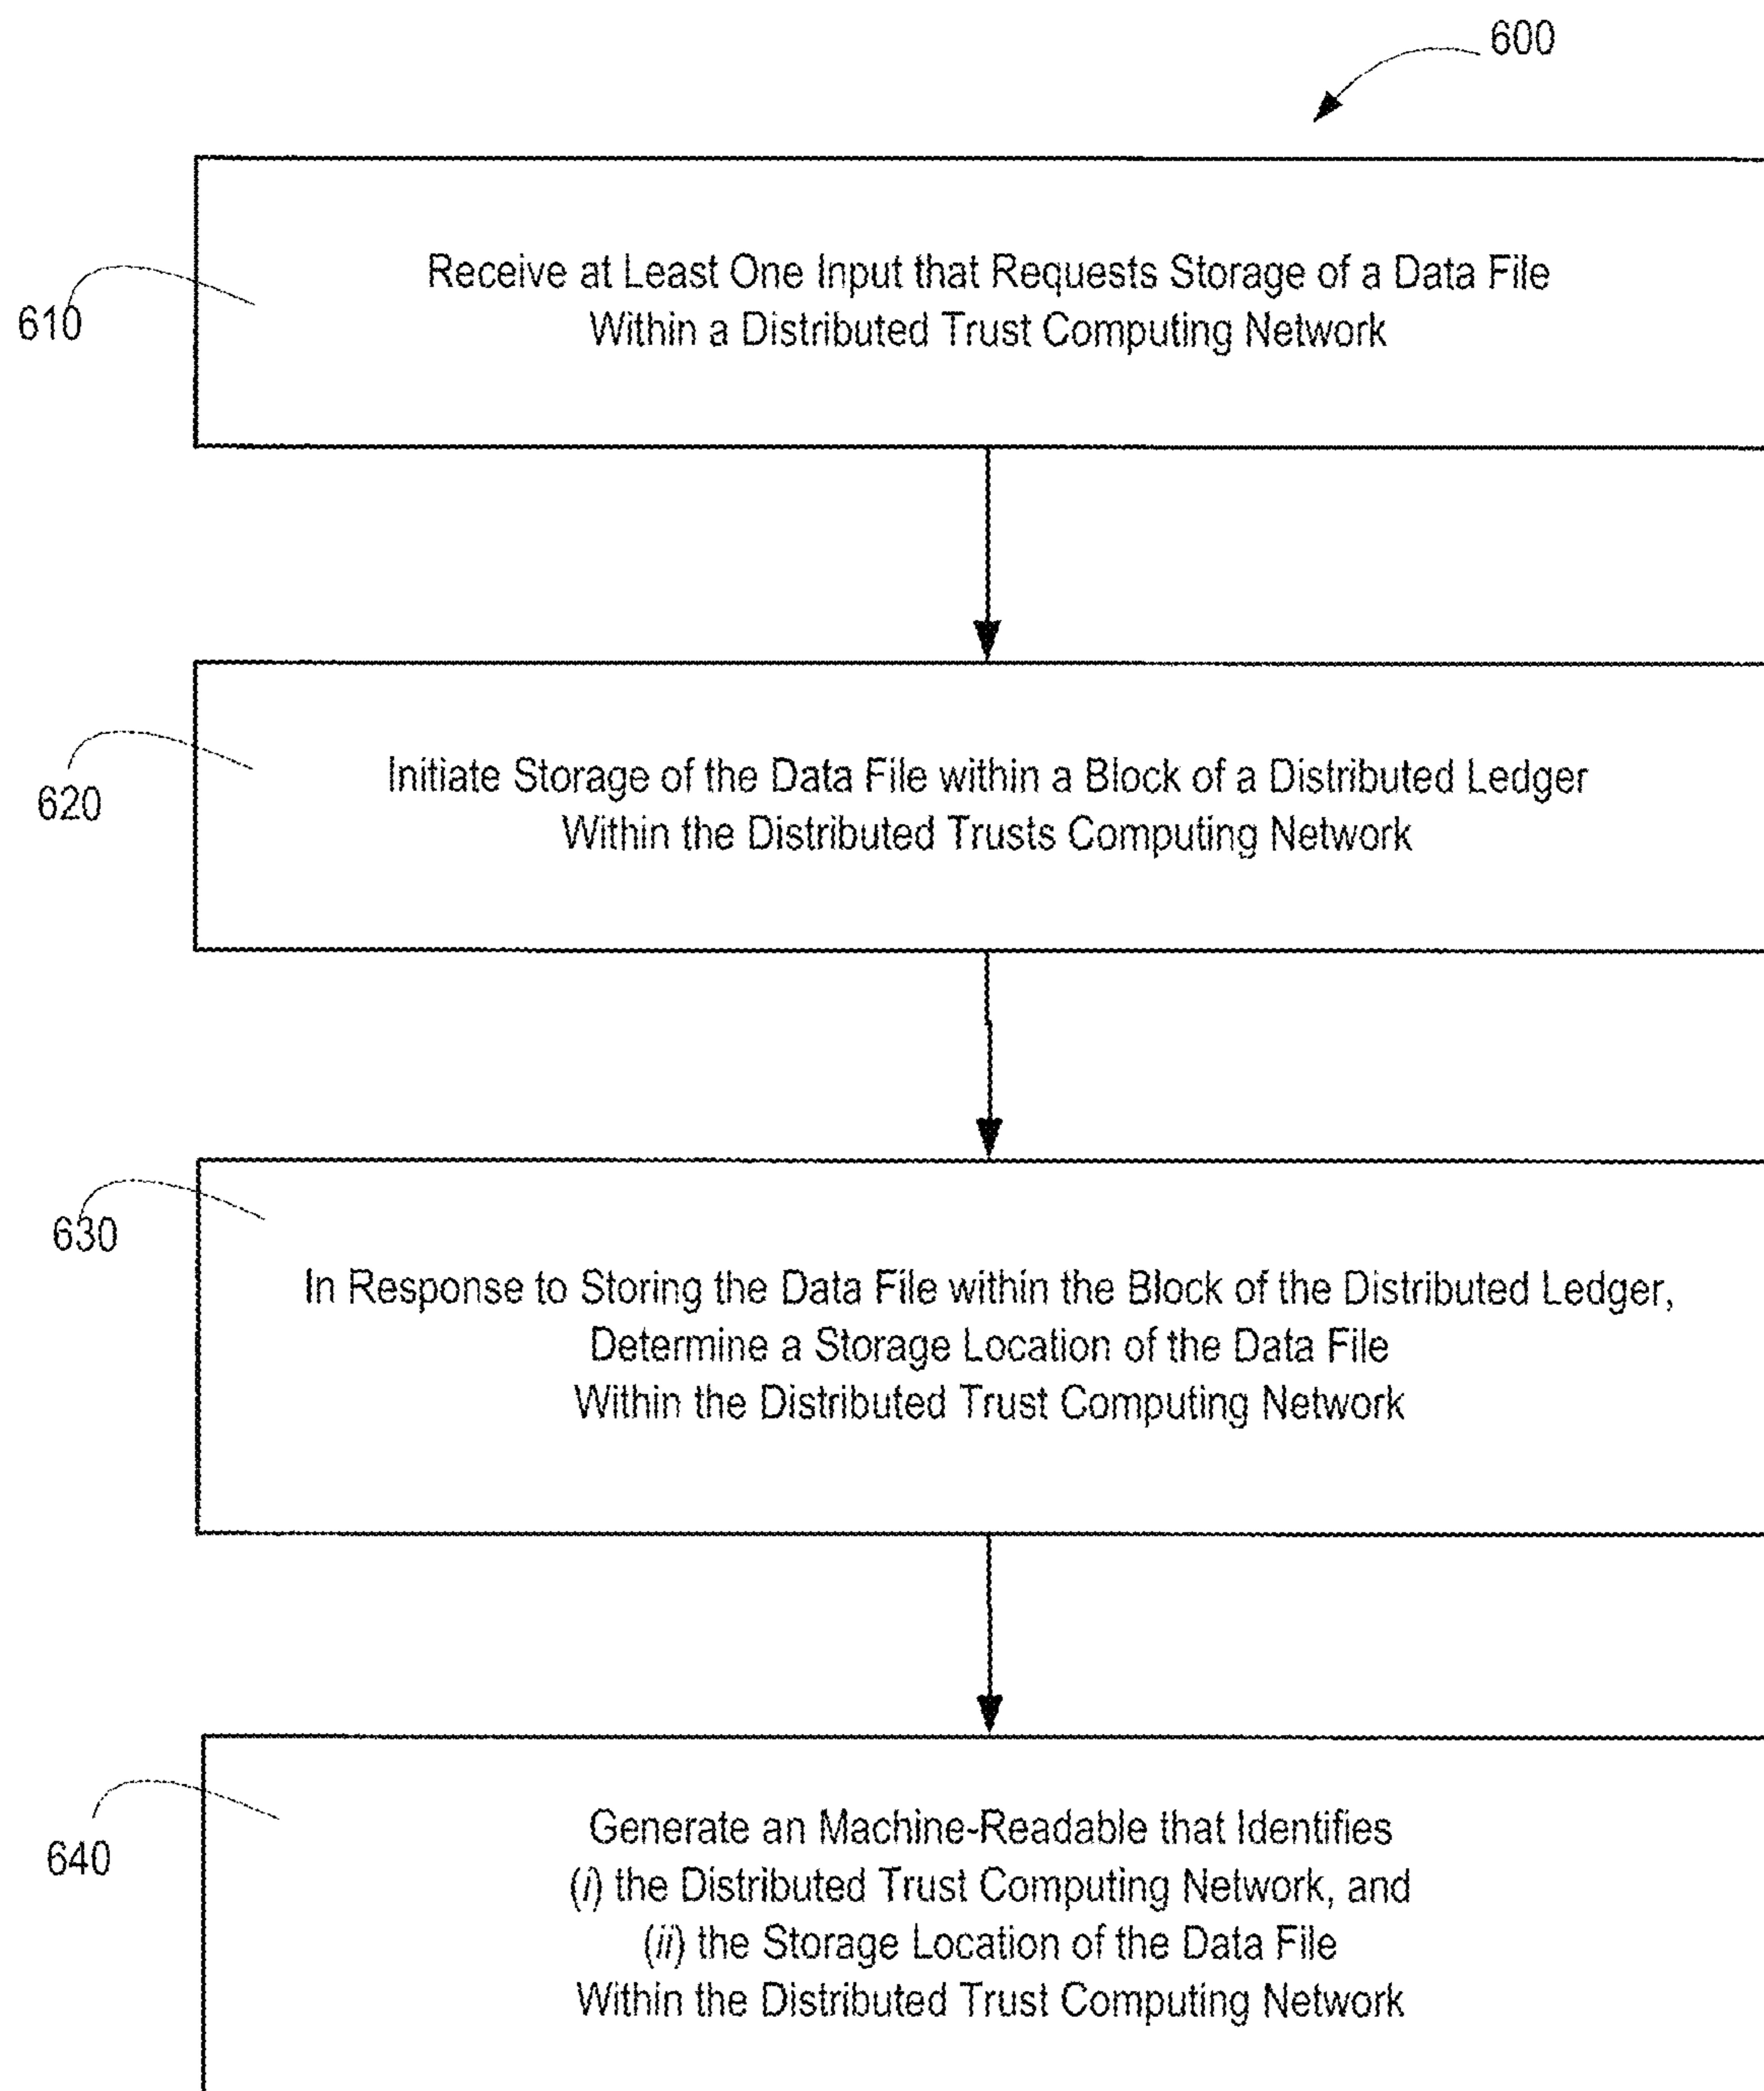 600
Receive at Least One Input that Requests Storage of a Data File
Within a Distributed Trust Computing Network
610
Initiate Storage of the Data File within a Block of a Distributed Ledger
Within the Distributed Trusts Computing Network
620
630
In Response to Storing the Data File within the Block of the Distributed Ledger,
Determine a Storage Location of the Data File
Within the Distributed Trust Computing Network
640
Generate an Machine-Readable that Identifies
(i) the Distributed Trust Computing Network, and
(ii) the Storage Location of the Data File
Within the Distributed Trust Computing Network